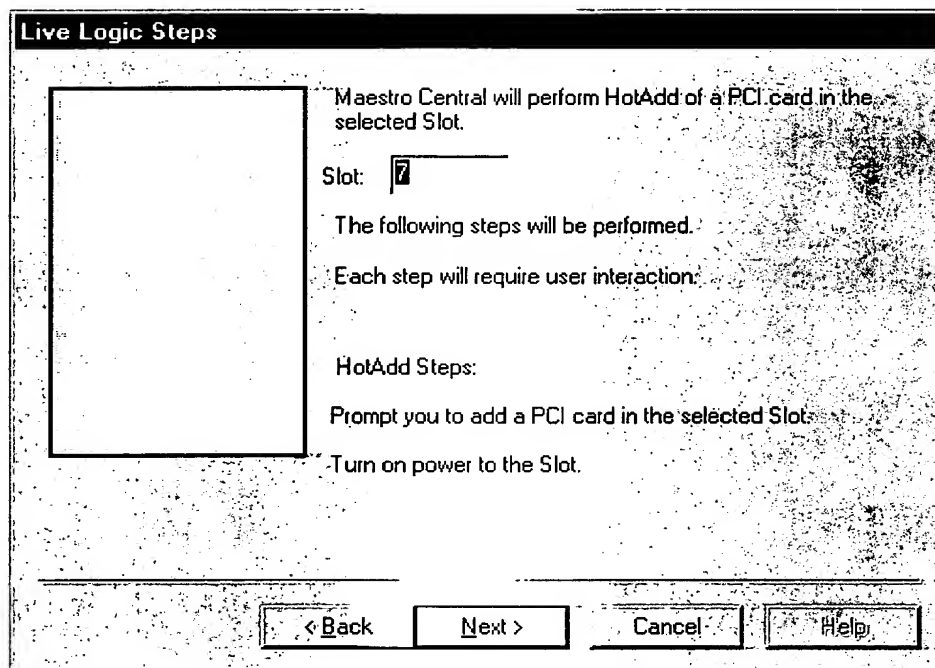 Live Logic Steps
Maestro Central will perform HotAdd of a PCI card in the
selected Slot.
Slot: 7
The following steps will be performed.
Each step will require user interaction.
HotAdd Steps:
Prompt you to add a PCI card in the selected Slot.
Turn on power to the Slot.
< Back Next > Cancel Help